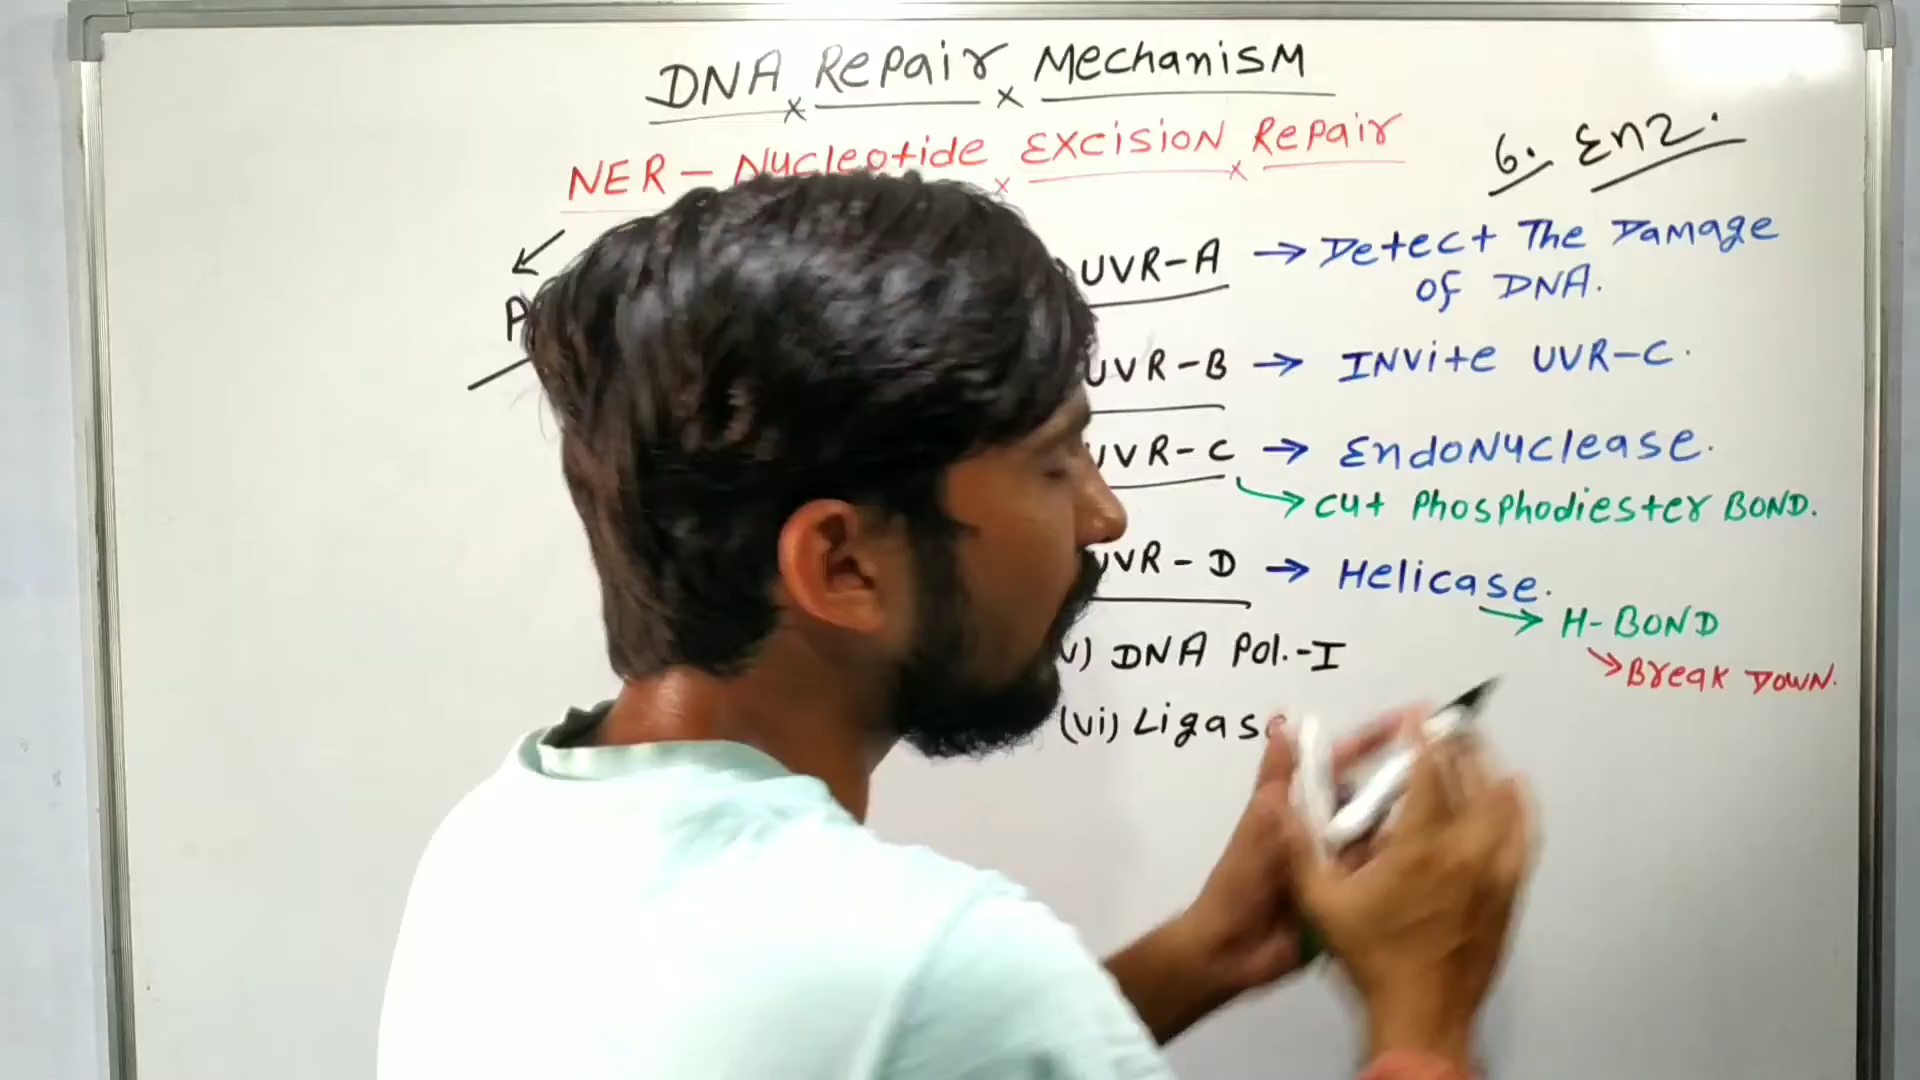 DNA Repair Mechanism
NER - Nucleotide Excision Repair
6. Enz.
UVR-A → Detect The Damage
of DNA.
UVR-B → Invite UVR-C.
UVR-C → Endonuclease.
→ Cut Phosphodiester BOND.
UVR-D → Helicase.
→ H-BOND
→ Break DOWN.
v) DNA Pol.-I
(vi) Ligase